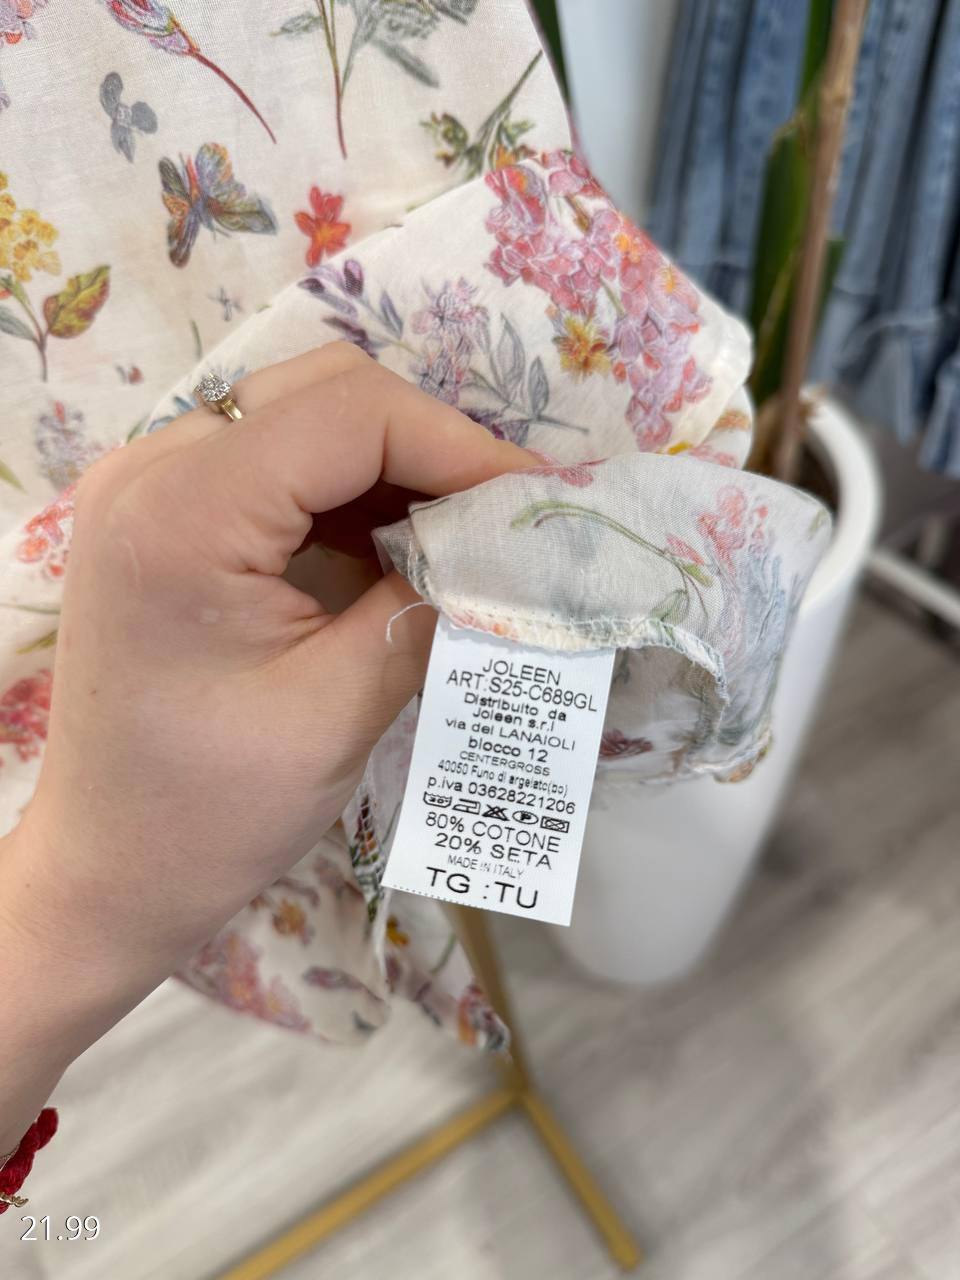 JOLEEN
ART:S25-C689GL
Distribuito da
Joleen s.r.l
via dei LANAIOLI
blocco 12
CENTERGROSS
40050 Funo di argelato(bo)
p.iva 03628221206
80% COTONE
20% SETA
MADE IN ITALY
TG :TU
21.99